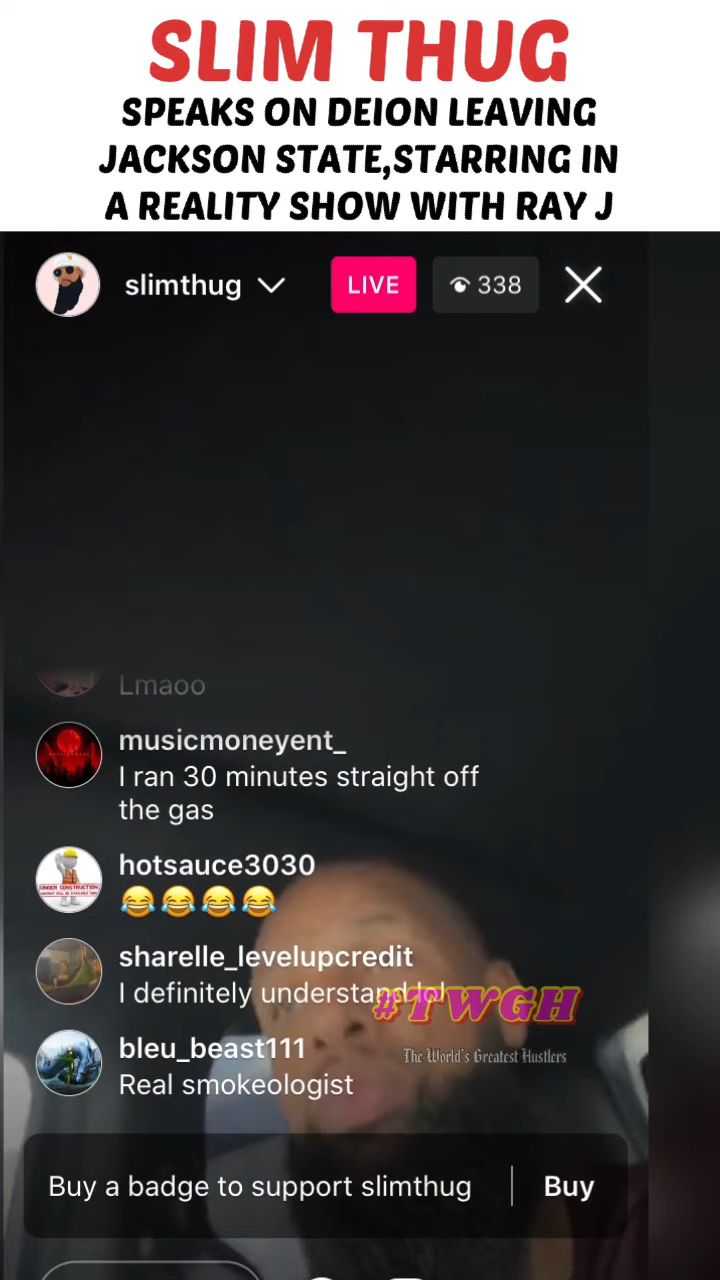 SLIM THUG
SPEAKS ON DEION LEAVING
JACKSON STATE,STARRING IN
A REALITY SHOW WITH RAY J
slimthug
LIVE
338
Lmaoo
musicmoneyent_
I ran 30 minutes straight off
the gas
hotsauce3030
😂😂😂😂
sharelle_levelupcredit
I definitely understand lol
#TWGH
The World's Greatest Hustlers
bleu_beast111
Real smokeologist
Buy a badge to support slimthug
Buy